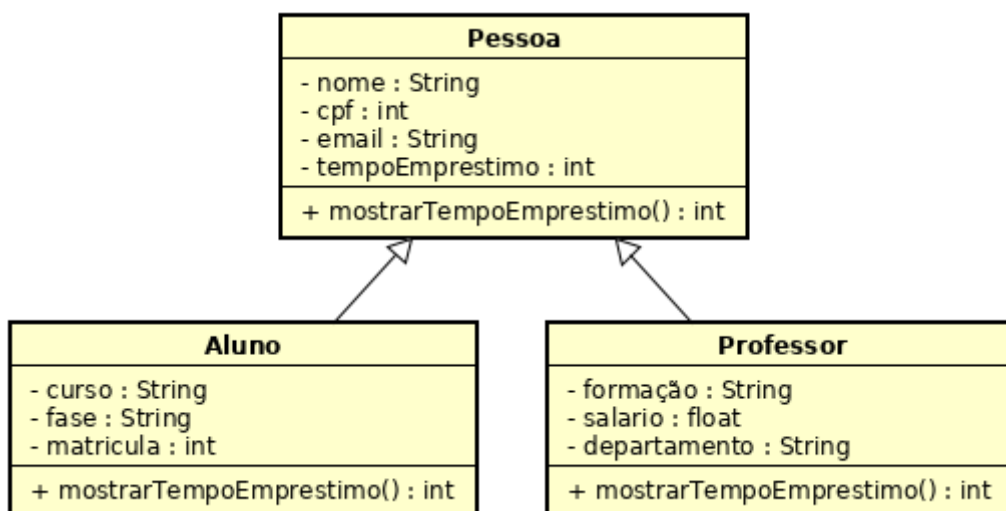 Pessoa
- nome : String
- cpf : int
- email : String
- tempoEmprestimo : int
+ mostrarTempoEmprestimo() : int
Aluno
- curso : String
- fase : String
- matricula : int
+ mostrarTempoEmprestimo() : int
Professor
- formação : String
- salario : float
- departamento : String
+ mostrarTempoEmprestimo() : int